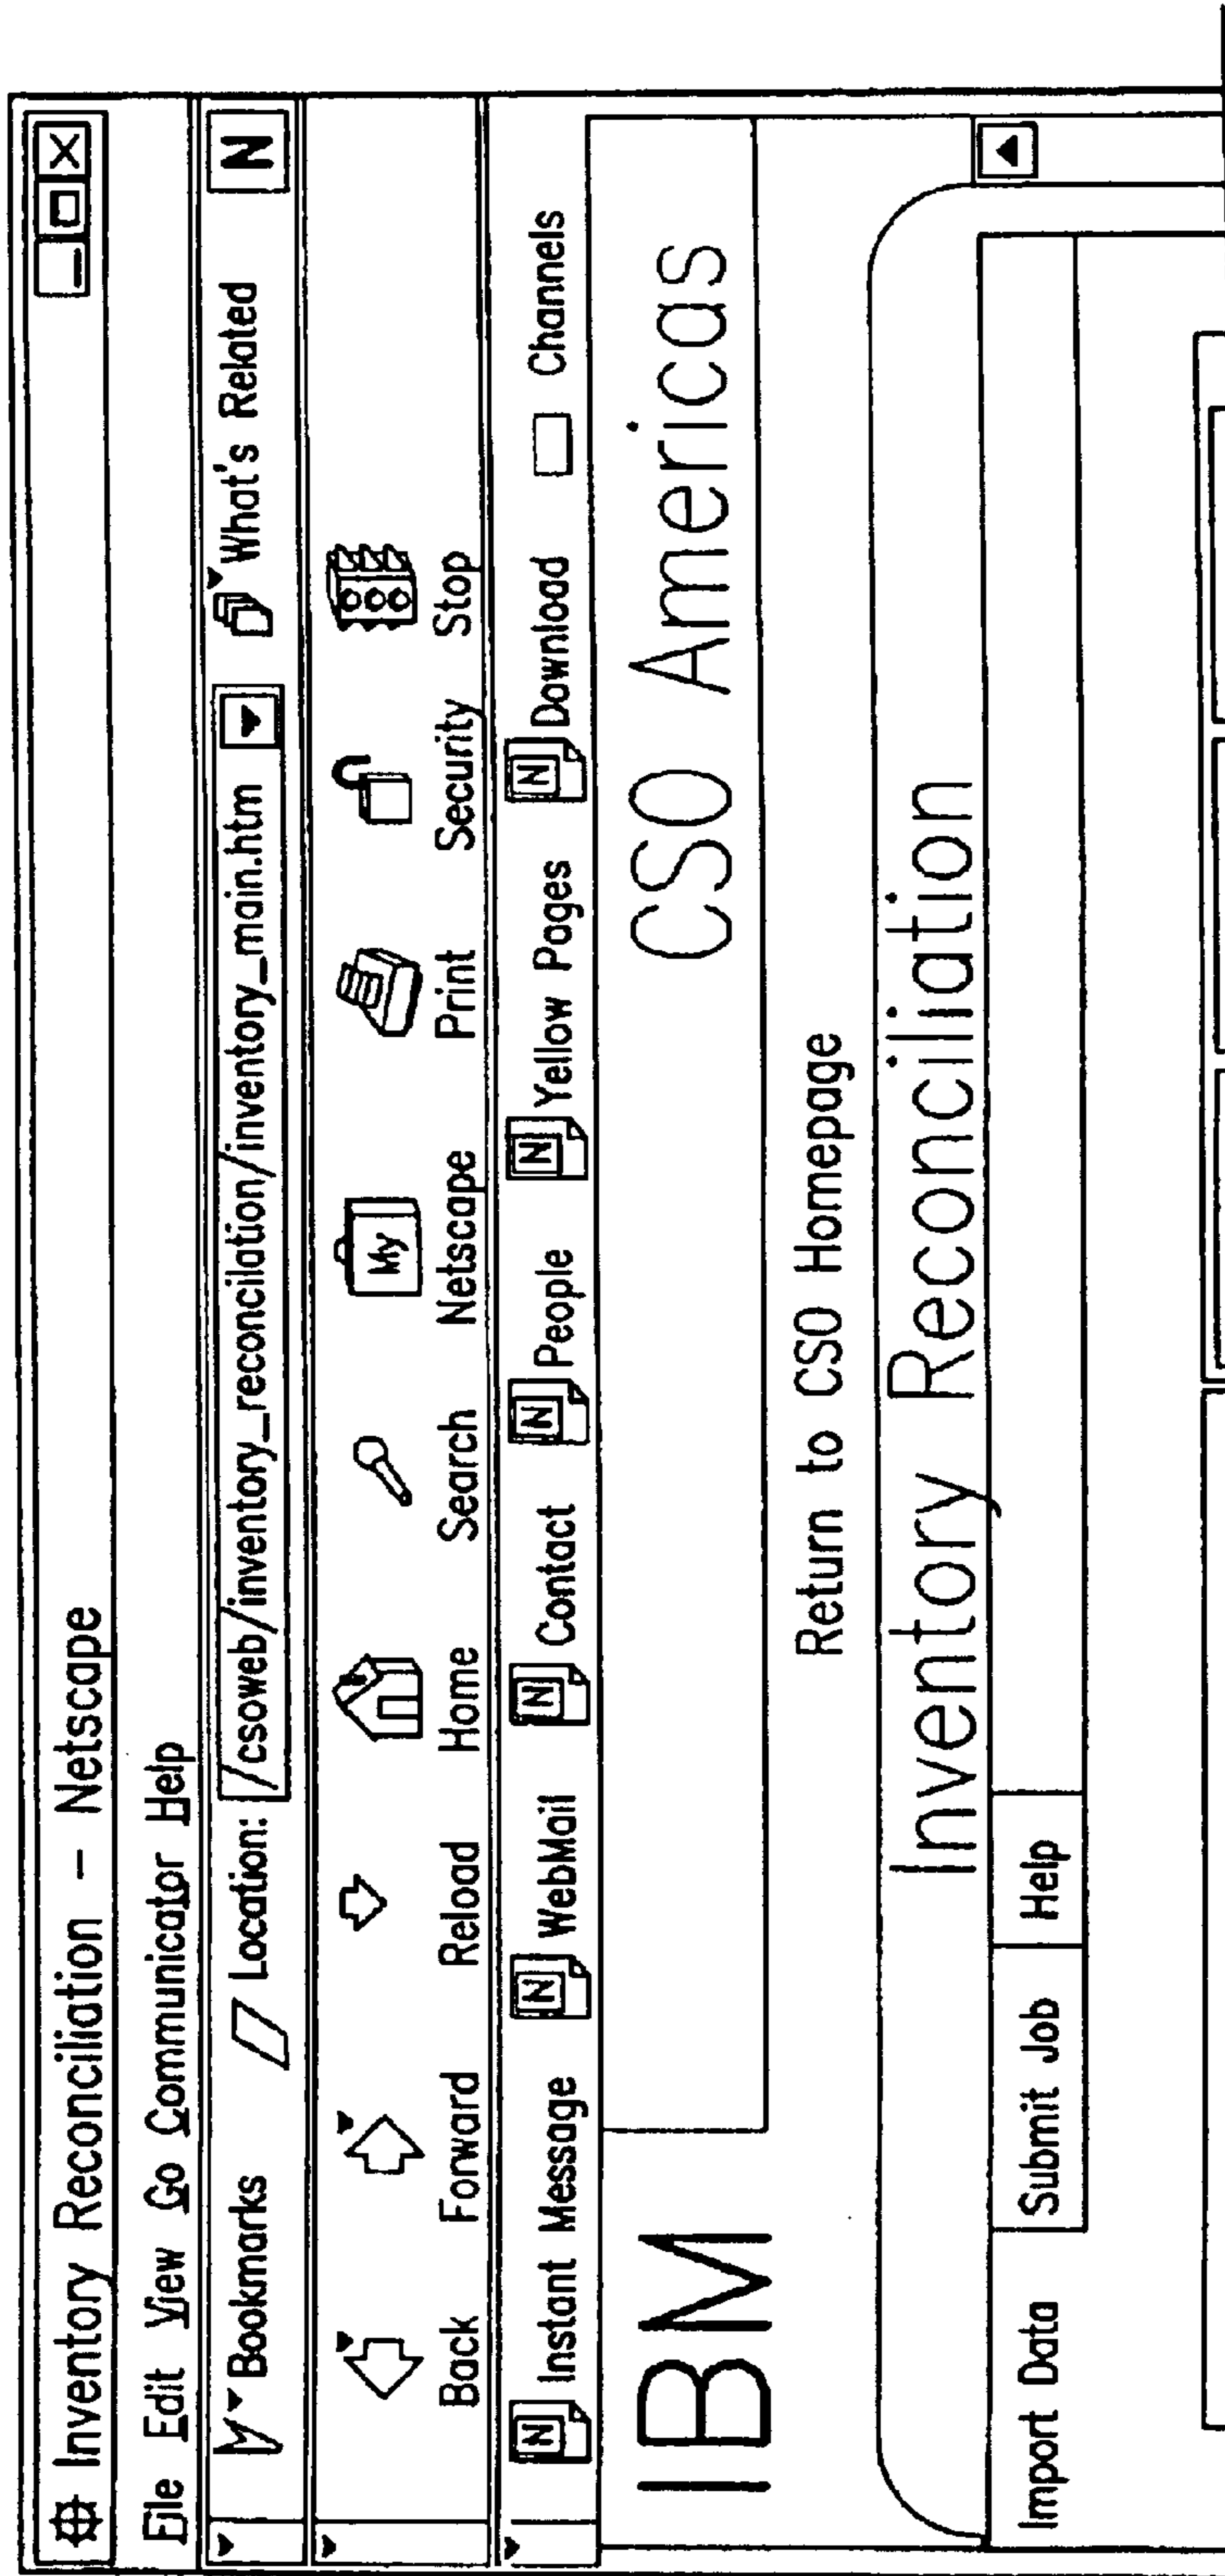 Inventory Reconciliation - Netscape
File Edit View Go Communicator Help
Bookmarks Location: /csoweb/inventory_reconcilation/inventory_main.htm What's Related N
My
Back Forward Reload Home Search Netscape Print Security Stop
N Instant Message N WebMail N Contact N People N Yellow Pages N Download Channels
IBM CSO Americas
Return to CSO Homepage
Inventory Reconciliation
Import Data Submit Job Help